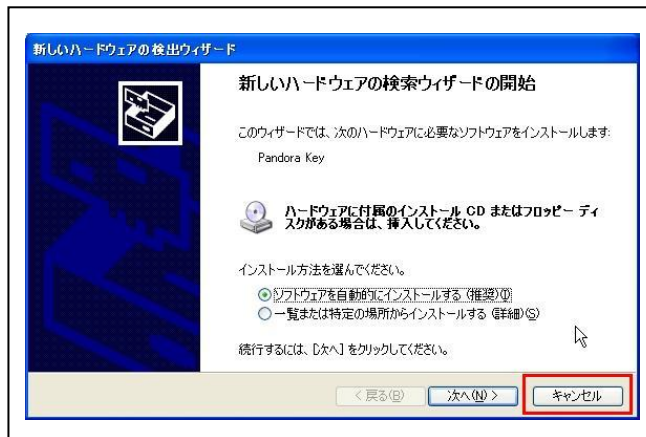 新しいハードウェアの検出ウィザード
新しいハードウェアの検索ウィザードの開始
このウィザードでは、次のハードウェアに必要なソフトウェアをインストールします:
Pandora Key
ハードウェアに付属のインストール CD またはフロッピー ディ
スクがある場合は、挿入してください。
インストール方法を選んでください。
ソフトウェアを自動的にインストールする (推奨)(I)
一覧または特定の場所からインストールする (詳細)(S)
続行するには、[次へ] をクリックしてください。
< 戻る(B) 次へ(N) > キャンセル